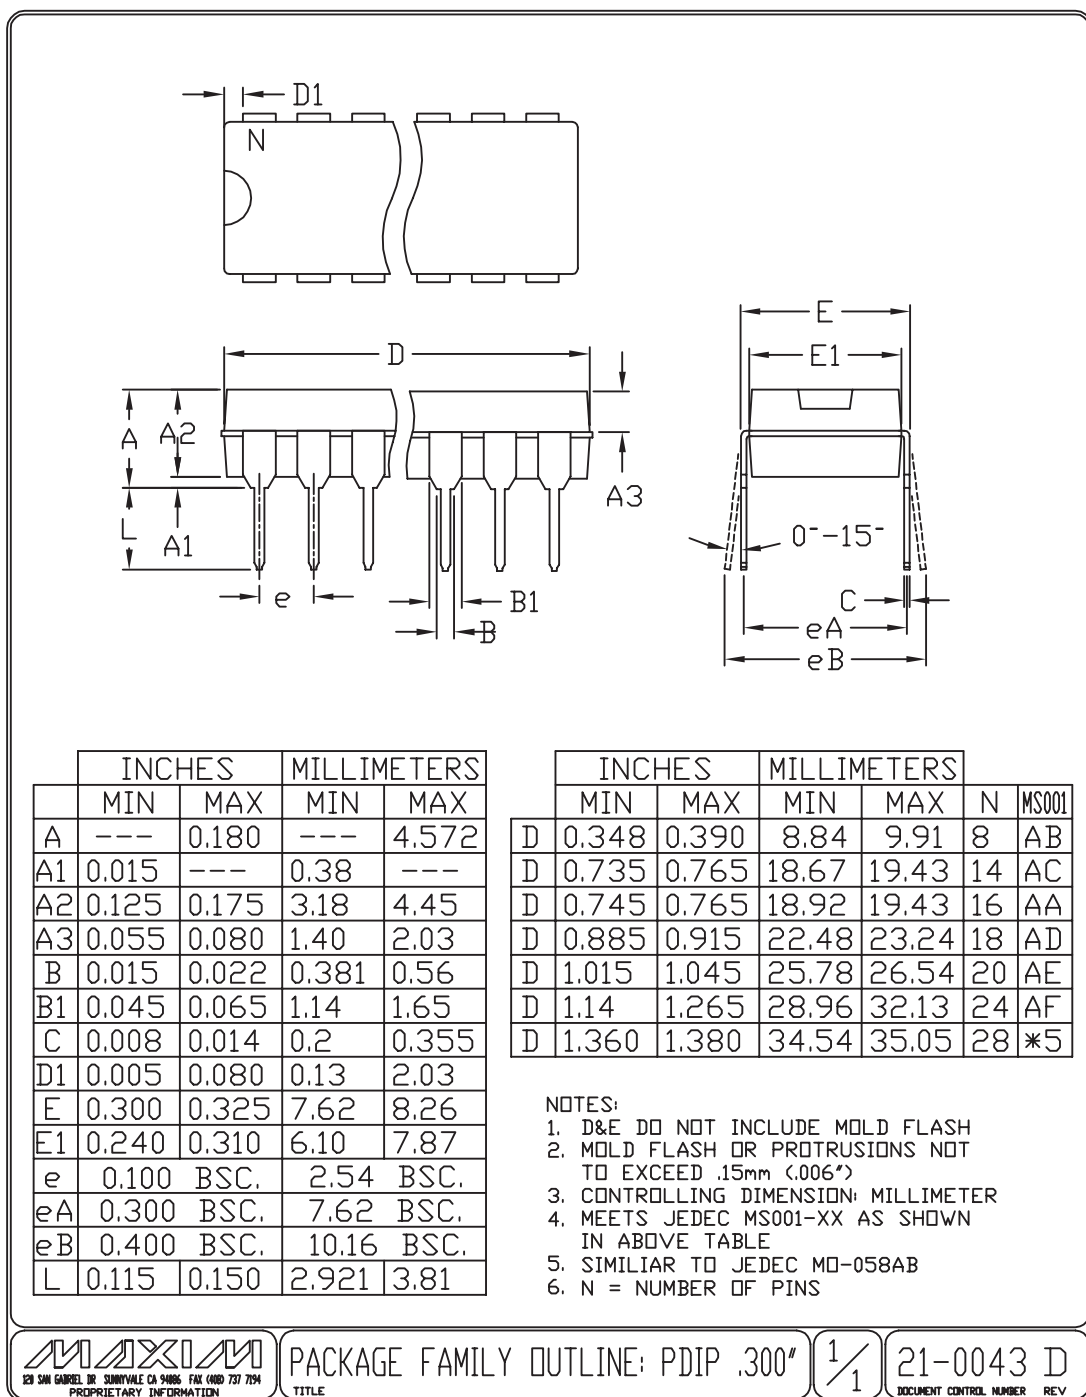 D1
N
D
E
E1
A
A2
A3
L
A1
0°-15°
e
B1
B
C
eA
eB
INCHES MILLIMETERS
MIN MAX MIN MAX
A --- 0.180 --- 4.572
A1 0.015 --- 0.38 ---
A2 0.125 0.175 3.18 4.45
A3 0.055 0.080 1.40 2.03
B 0.015 0.022 0.381 0.56
B1 0.045 0.065 1.14 1.65
C 0.008 0.014 0.2 0.355
D1 0.005 0.080 0.13 2.03
E 0.300 0.325 7.62 8.26
E1 0.240 0.310 6.10 7.87
e 0.100 BSC. 2.54 BSC.
eA 0.300 BSC. 7.62 BSC.
eB 0.400 BSC. 10.16 BSC.
L 0.115 0.150 2.921 3.81
INCHES MILLIMETERS
MIN MAX MIN MAX N MS001
D 0.348 0.390 8.84 9.91 8 AB
D 0.735 0.765 18.67 19.43 14 AC
D 0.745 0.765 18.92 19.43 16 AA
D 0.885 0.915 22.48 23.24 18 AD
D 1.015 1.045 25.78 26.54 20 AE
D 1.14 1.265 28.96 32.13 24 AF
D 1.360 1.380 34.54 35.05 28 *5
NOTES:
1. D&E DO NOT INCLUDE MOLD FLASH
2. MOLD FLASH OR PROTRUSIONS NOT
TO EXCEED .15mm (.006")
3. CONTROLLING DIMENSION: MILLIMETER
4. MEETS JEDEC MS001-XX AS SHOWN
IN ABOVE TABLE
5. SIMILIAR TO JEDEC MO-058AB
6. N = NUMBER OF PINS
MAXIM
120 SAN GABRIEL DR SUNNYVALE CA 94086 FAX (408) 737 7194
PROPRIETARY INFORMATION
PACKAGE FAMILY OUTLINE: PDIP .300"
TITLE
1/1
21-0043 D
DOCUMENT CONTROL NUMBER REV